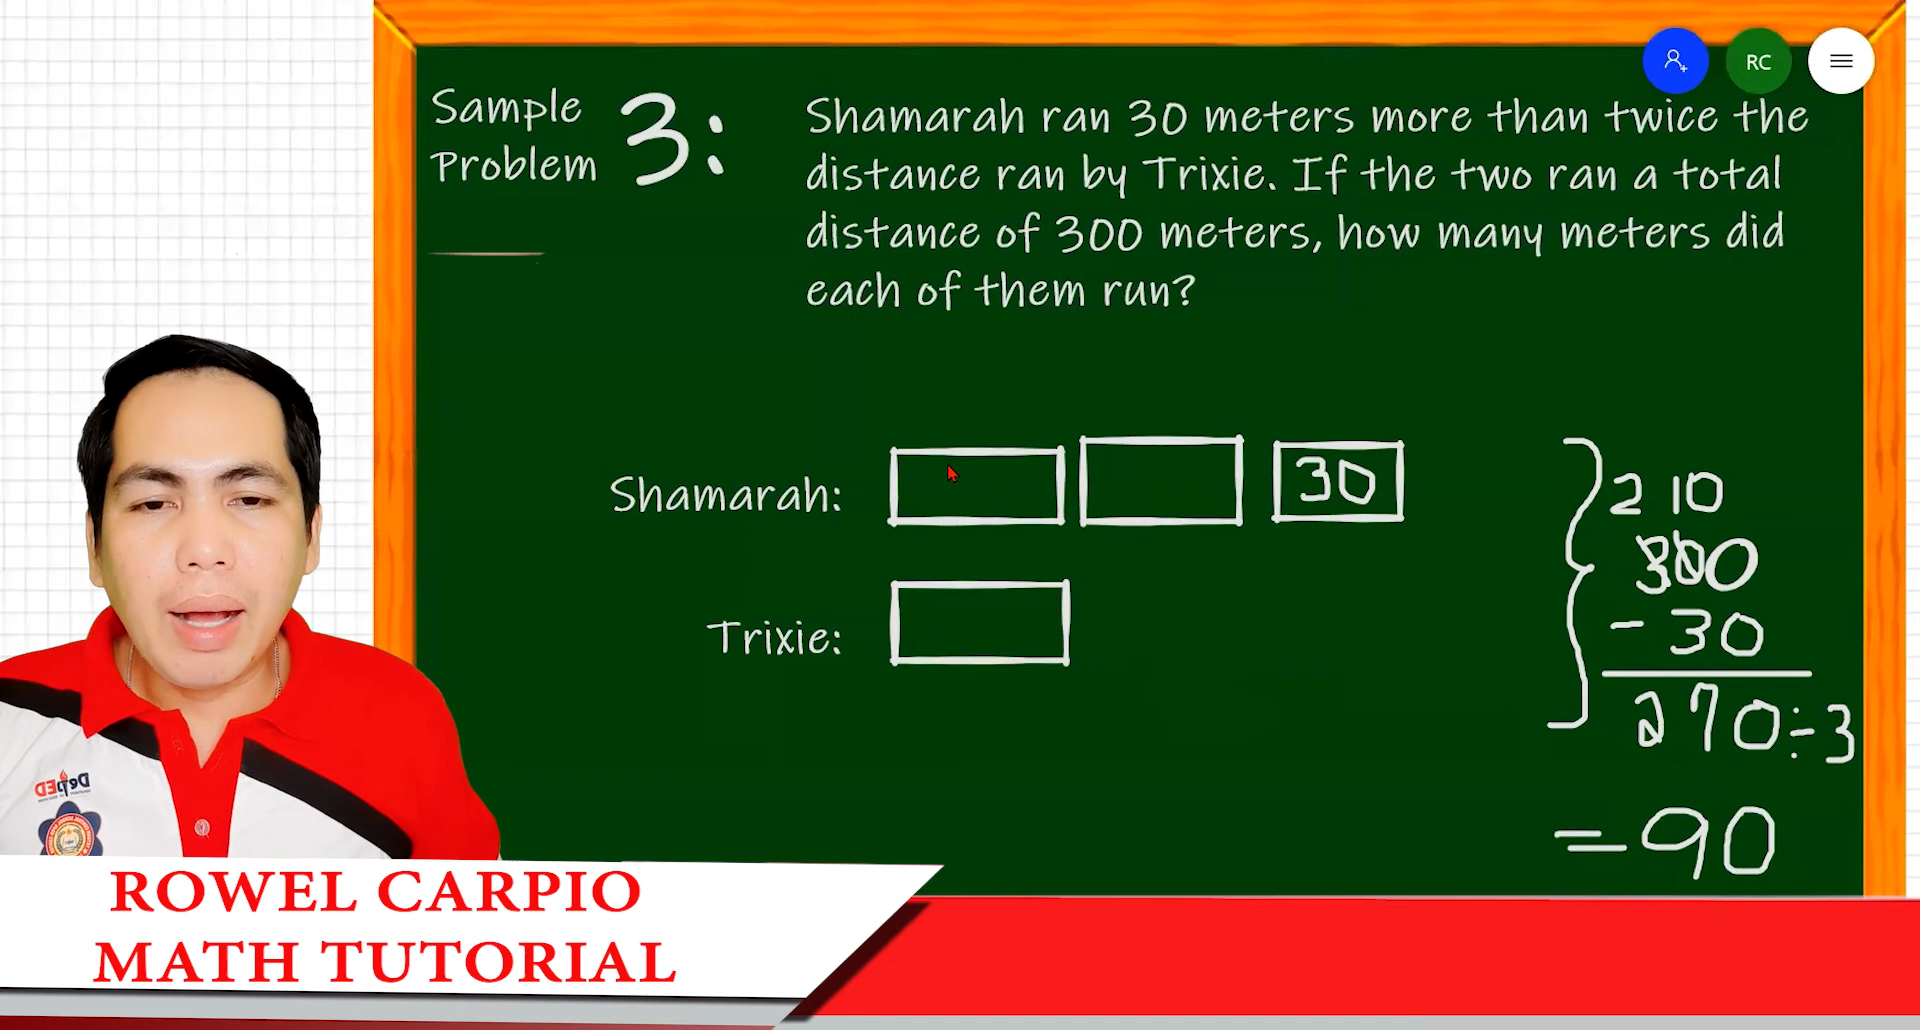 RC
Sample
Problem
3:
Shamarah ran 30 meters more than twice the
distance ran by Trixie. If the two ran a total
distance of 300 meters, how many meters did
each of them run?
Shamarah:
30
Trixie:
2 10
300
- 30
270÷3
= 90
DepED
ROWEL CARPIO
MATH TUTORIAL